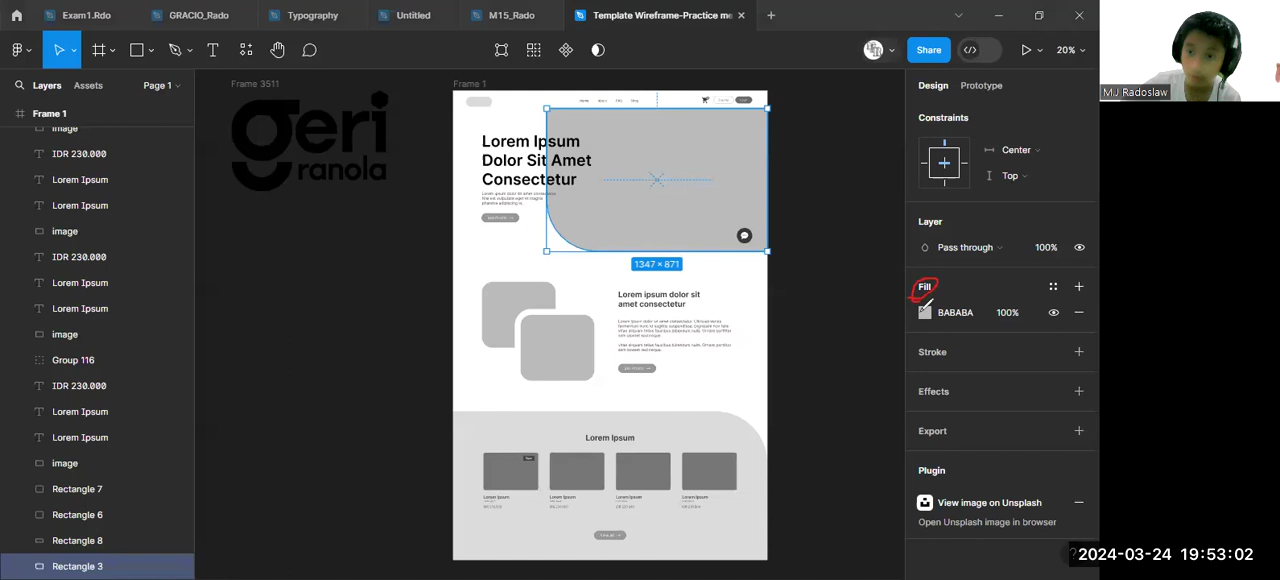 Exam1.Rdo
GRACIO_Rado
Typography
Untitled
M15_Rado
Template Wireframe-Practice me
Share
20%
MJ Radoslaw
Layers
Assets
Page 1
Frame 1
image
IDR 230.000
Lorem Ipsum
Lorem Ipsum
image
IDR 230.000
Lorem Ipsum
Lorem Ipsum
image
Group 116
IDR 230.000
Lorem Ipsum
Lorem Ipsum
image
Rectangle 7
Rectangle 6
Rectangle 8
Rectangle 3
Frame 3511
geri
ranola
Frame 1
Home
Blog
Lorem Ipsum
Dolor Sit Amet
Consectetur
1347 × 871
Lorem ipsum dolor sit
amet consectetur
Lorem Ipsum
Lorem Ipsum
Lorem Ipsum
Lorem Ipsum
Lorem Ipsum
View all
Design
Prototype
Constraints
Center
Top
Layer
Pass through
100%
Fill
BABABA
100%
Stroke
Effects
Export
Plugin
View image on Unsplash
Open Unsplash image in browser
2024-03-24 19:53:02